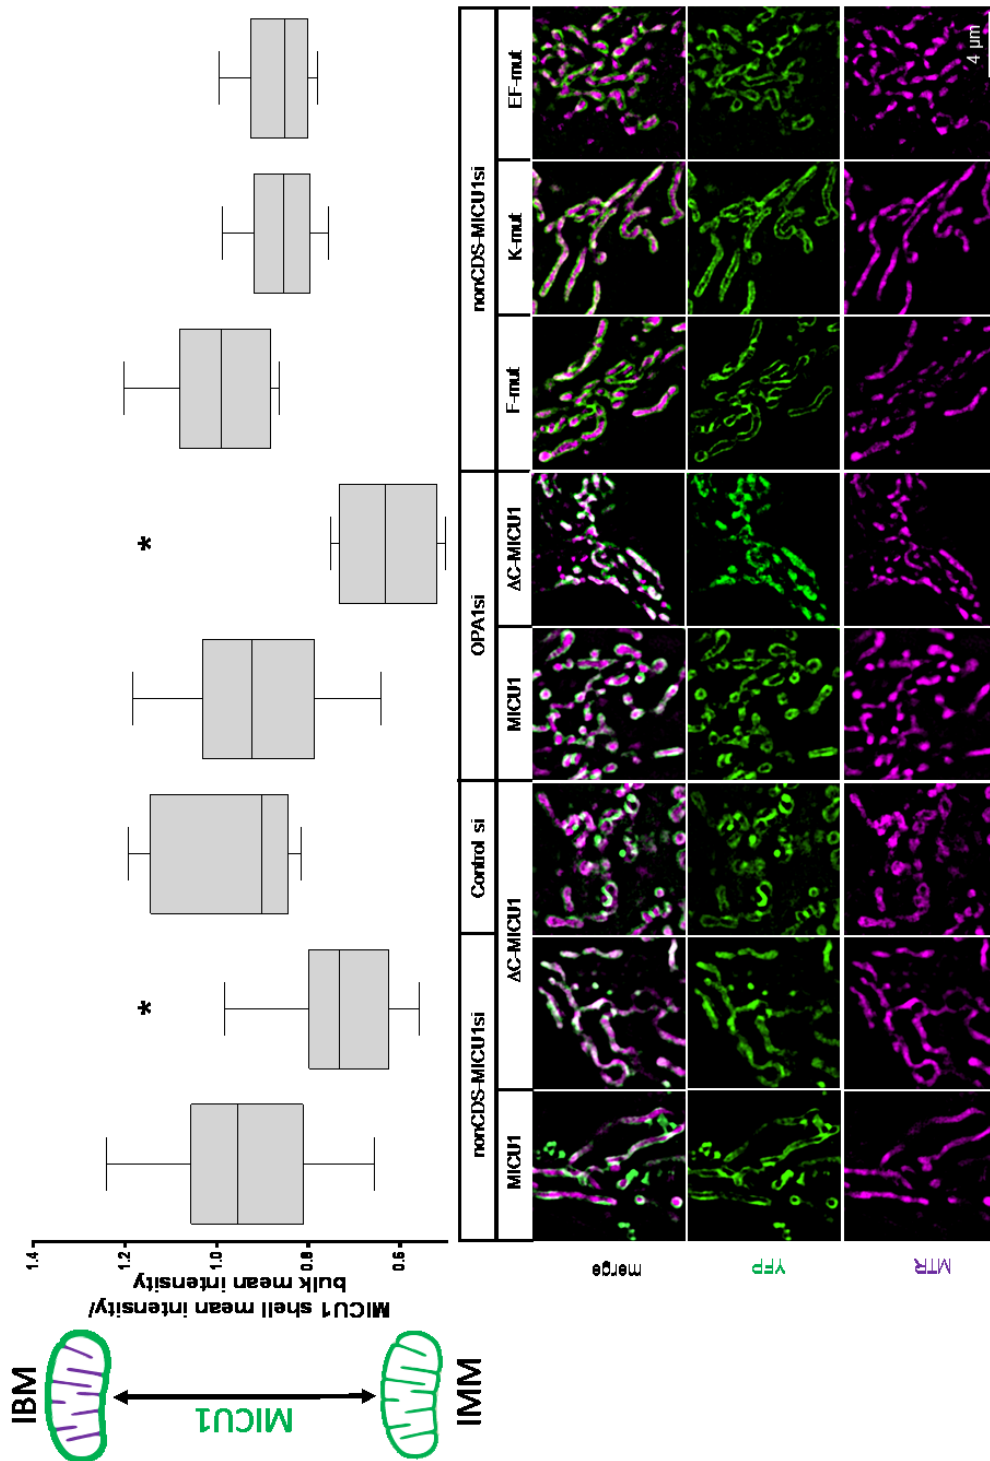 IBM
MICU1
IMM
MICU1 shell mean intensity/
bulk mean intensity
1.4
1.2
1.0
0.8
0.6
*
*
nonCDS-MICU1si
Control si
OPA1si
nonCDS-MICU1si
MICU1
ΔC-MICU1
MICU1
ΔC-MICU1
F-mut
K-mut
EF-mut
merge
YFP
MTR
4 µm